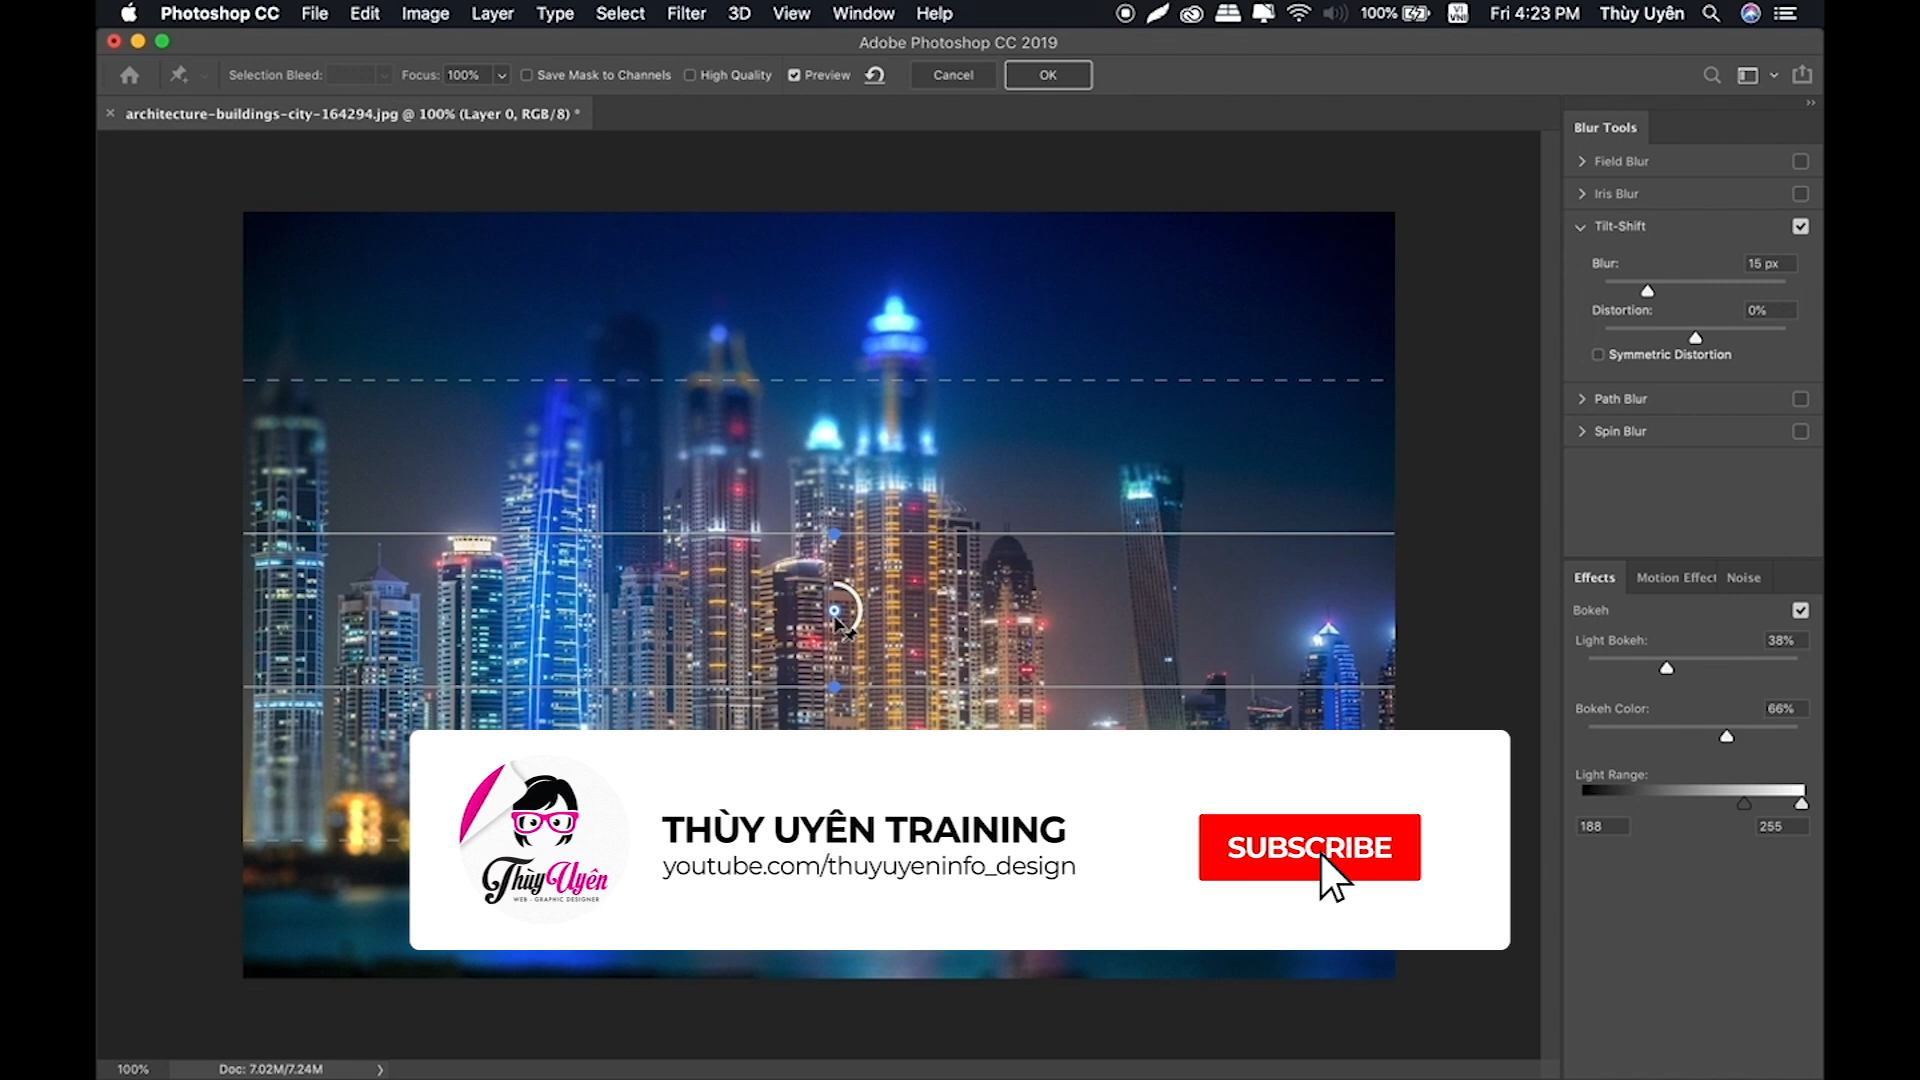 Photoshop CC File Edit Image Layer Type Select Filter 3D View Window Help 100% VI VNI Fri 4:23 PM Thùy Uyên
Adobe Photoshop CC 2019
Selection Bleed: Focus: 100% Save Mask to Channels High Quality Preview Cancel OK
architecture-buildings-city-164294.jpg @ 100% (Layer 0, RGB/8) *
Blur Tools
Field Blur
Iris Blur
Tilt-Shift
Blur: 15 px
Distortion: 0%
Symmetric Distortion
Path Blur
Spin Blur
Effects Motion Effect Noise
Bokeh
Light Bokeh: 38%
Bokeh Color: 66%
Light Range:
188 255
THÙY UYÊN TRAINING
youtube.com/thuyuyeninfo_design
SUBSCRIBE
Thùy Uyên
WEB - GRAPHIC DESIGNER
100% Doc: 7.02M/7.24M